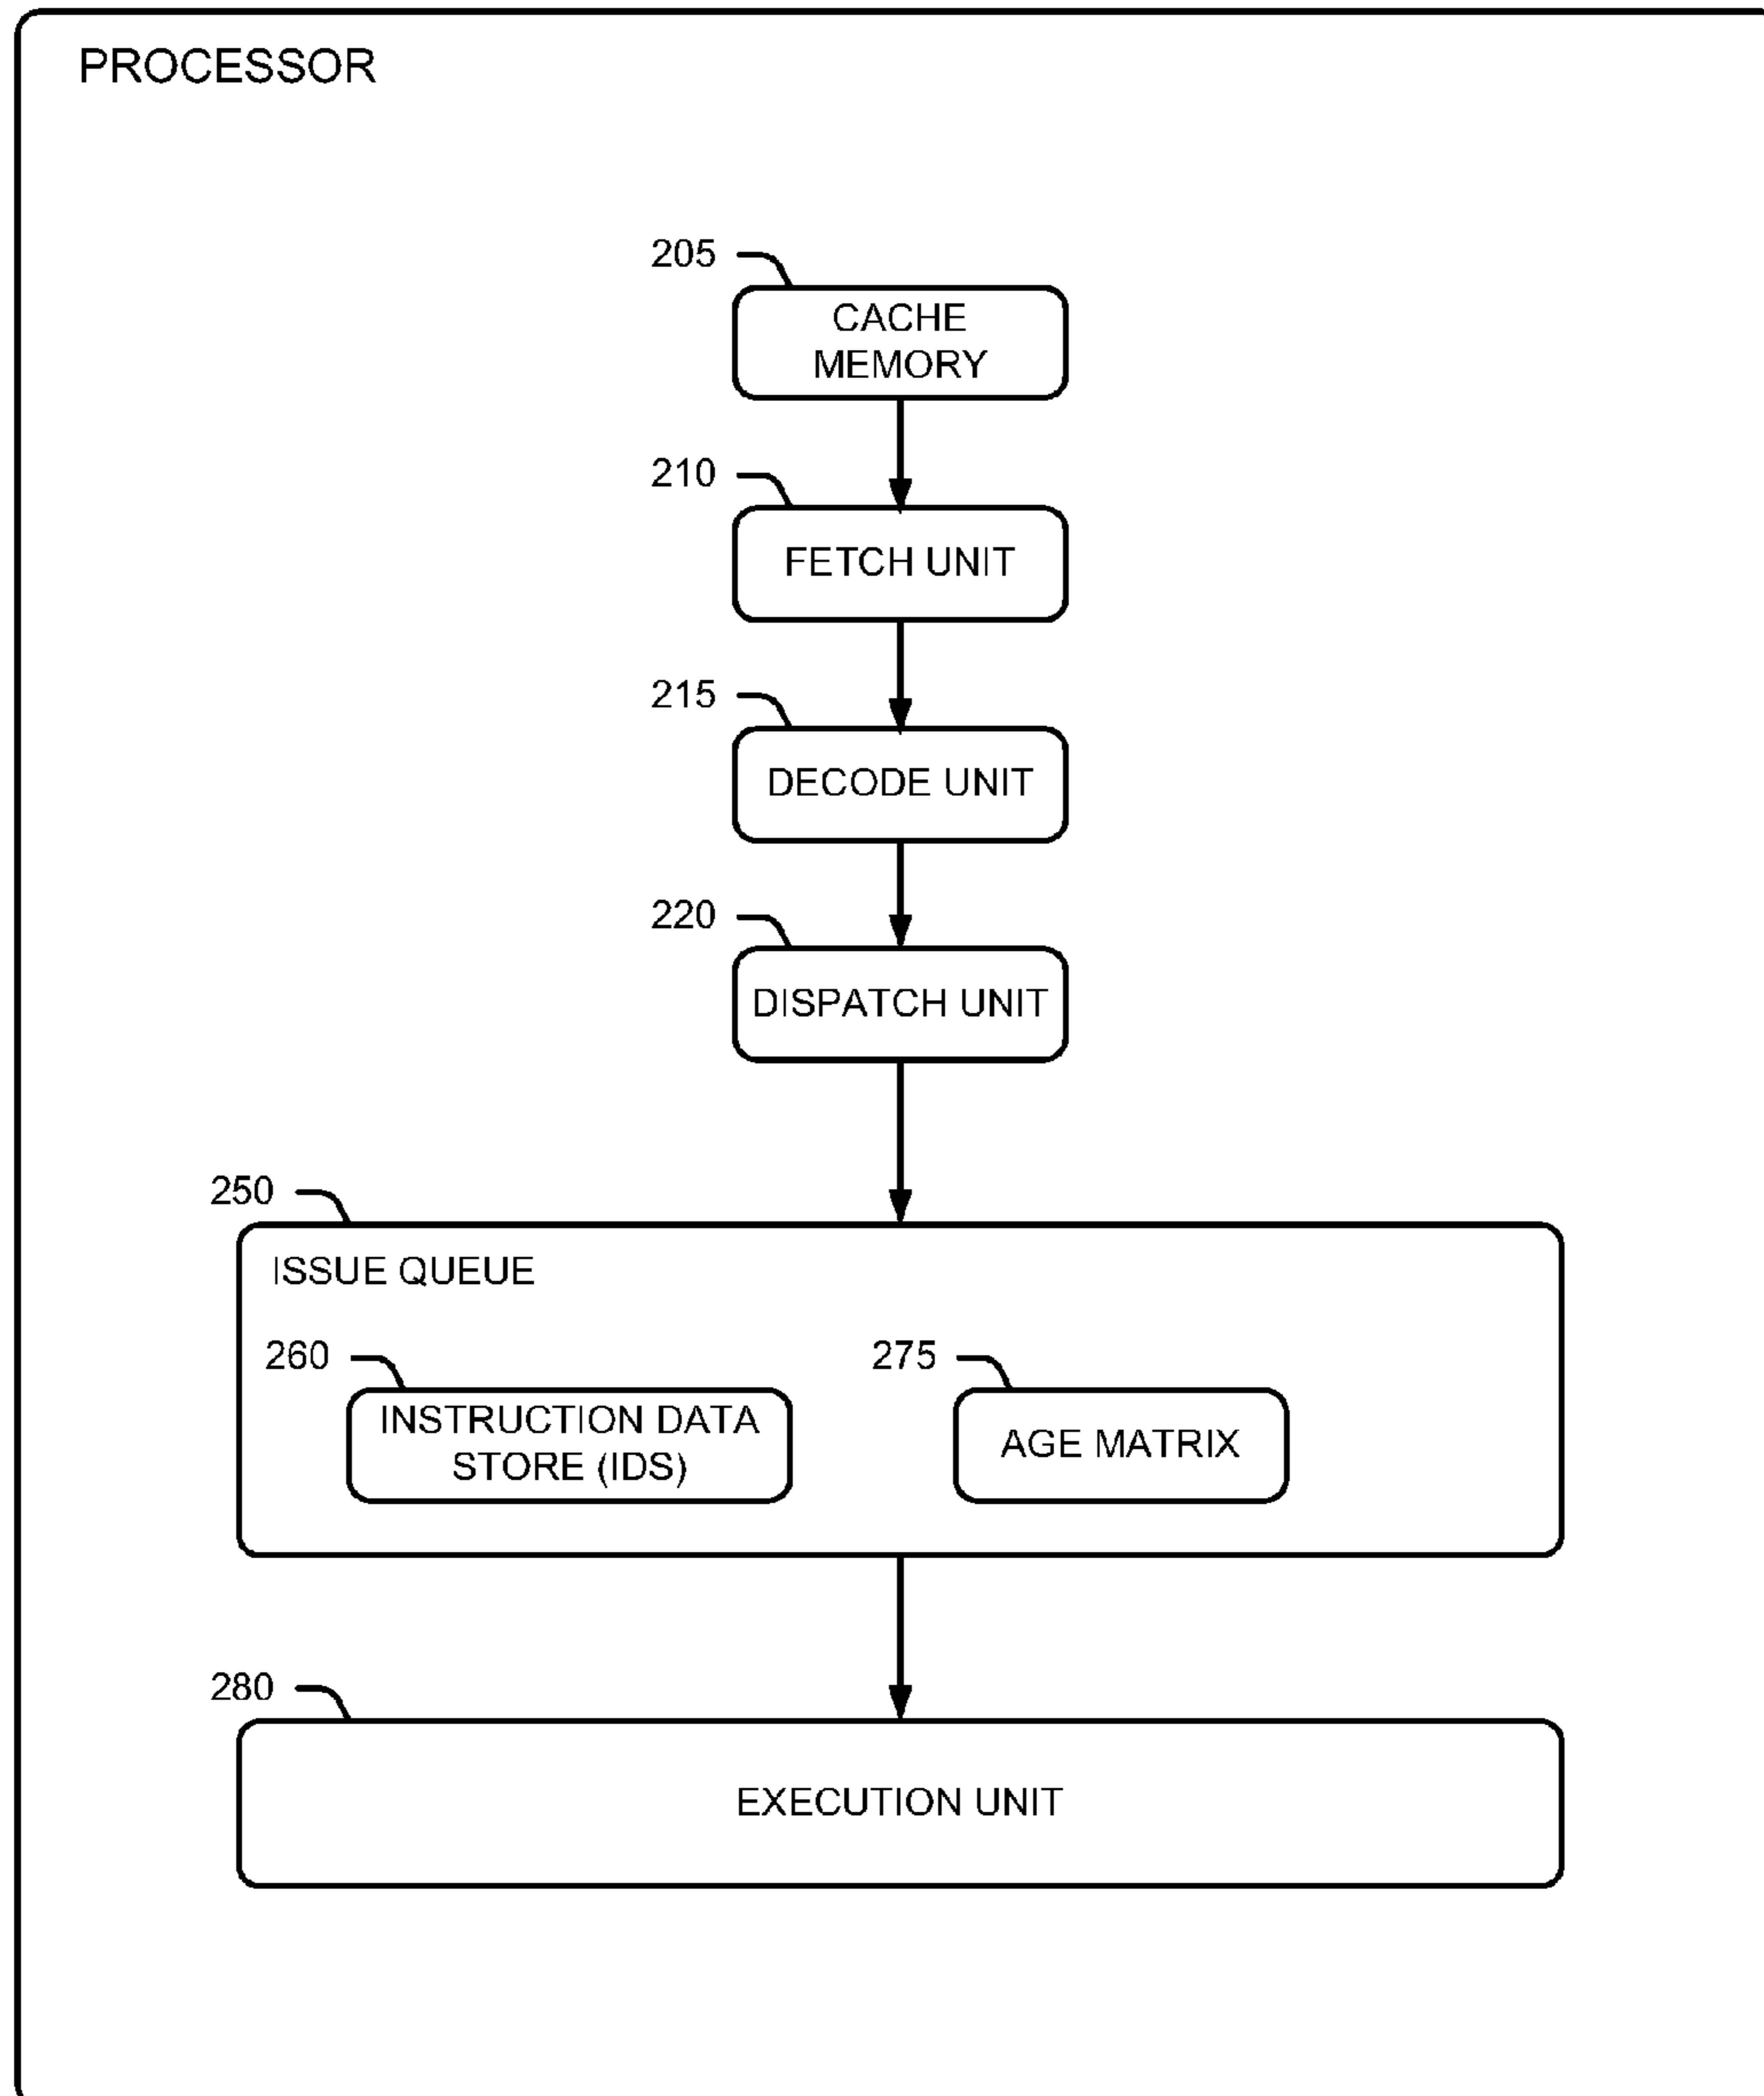 PROCESSOR
205
CACHE
MEMORY
210
FETCH UNIT
215
DECODE UNIT
220
DISPATCH UNIT
250
ISSUE QUEUE
260
INSTRUCTION DATA
STORE (IDS)
275
AGE MATRIX
280
EXECUTION UNIT